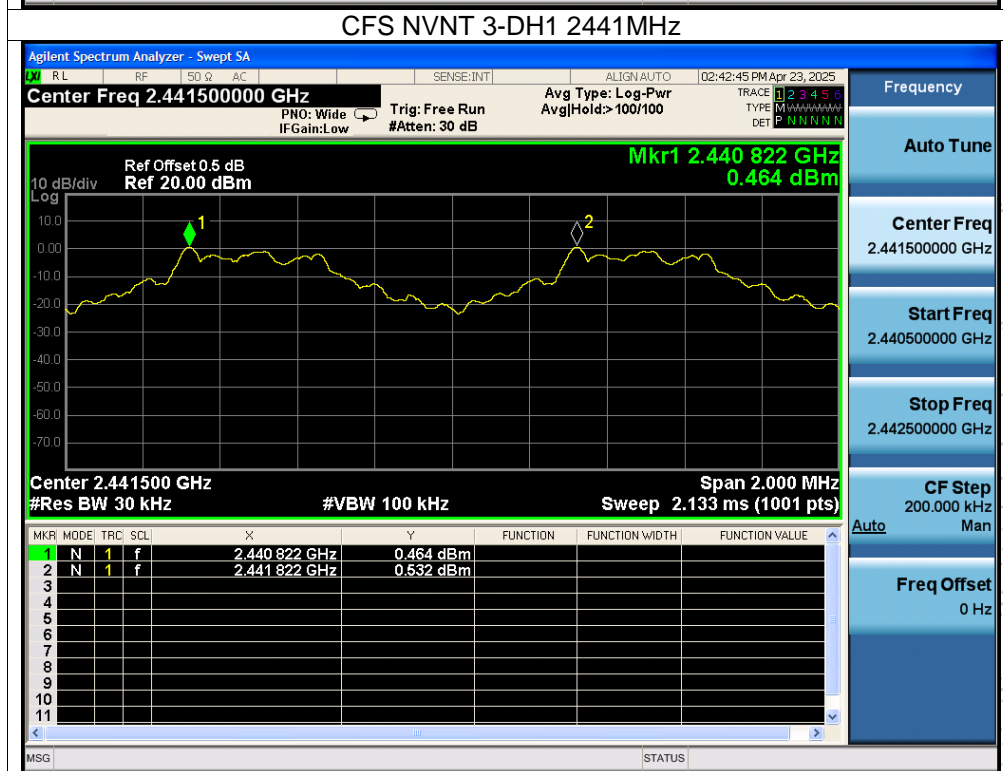 CFS NVNT 3-DH1 2441MHz
Agilent Spectrum Analyzer - Swept SA
LXI RL RF 50 Ω AC SENSE:INT ALIGN AUTO 02:42:45 PM Apr 23, 2025
Center Freq 2.441500000 GHz
PNO: Wide
IFGain:Low
Trig: Free Run
#Atten: 30 dB
Avg Type: Log-Pwr
Avg|Hold:>100/100
TRACE 1 2 3 4 5 6
TYPE M WWWWW
DET P N N N N N
Mkr1 2.440 822 GHz
0.464 dBm
Ref Offset 0.5 dB
Ref 20.00 dBm
10 dB/div
Log
10.0
0.00
-10.0
-20.0
-30.0
-40.0
-50.0
-60.0
-70.0
1
2
Center 2.441500 GHz
Span 2.000 MHz
#Res BW 30 kHz #VBW 100 kHz Sweep 2.133 ms (1001 pts)
MKR MODE TRC SCL X Y FUNCTION FUNCTION WIDTH FUNCTION VALUE
1 N 1 f 2.440 822 GHz 0.464 dBm
2 N 1 f 2.441 822 GHz 0.532 dBm
3
4
5
6
7
8
9
10
11
MSG STATUS
Frequency
Auto Tune
Center Freq
2.441500000 GHz
Start Freq
2.440500000 GHz
Stop Freq
2.442500000 GHz
CF Step
200.000 kHz
Auto Man
Freq Offset
0 Hz